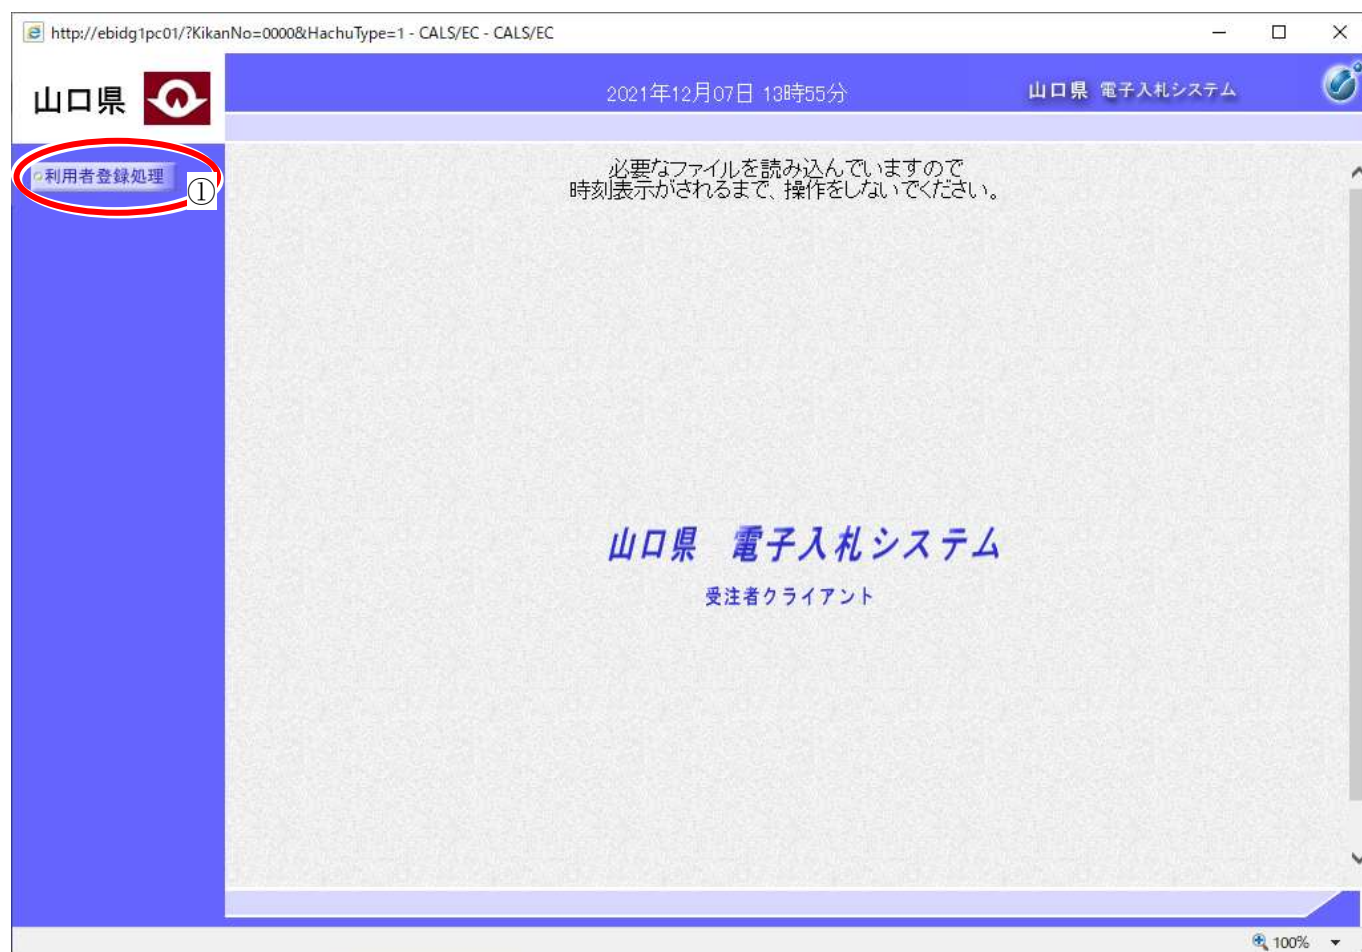 http://ebidg1pc01/?KikanNo=0000&HachuType=1 - CALS/EC - CALS/EC
山口県
2021年12月07日 13時55分
山口県 電子入札システム
利用者登録処理
①
必要なファイルを読み込んでいますので
時刻表示がされるまで、操作をしないでください。
山口県 電子入札システム
受注者クライアント
100%